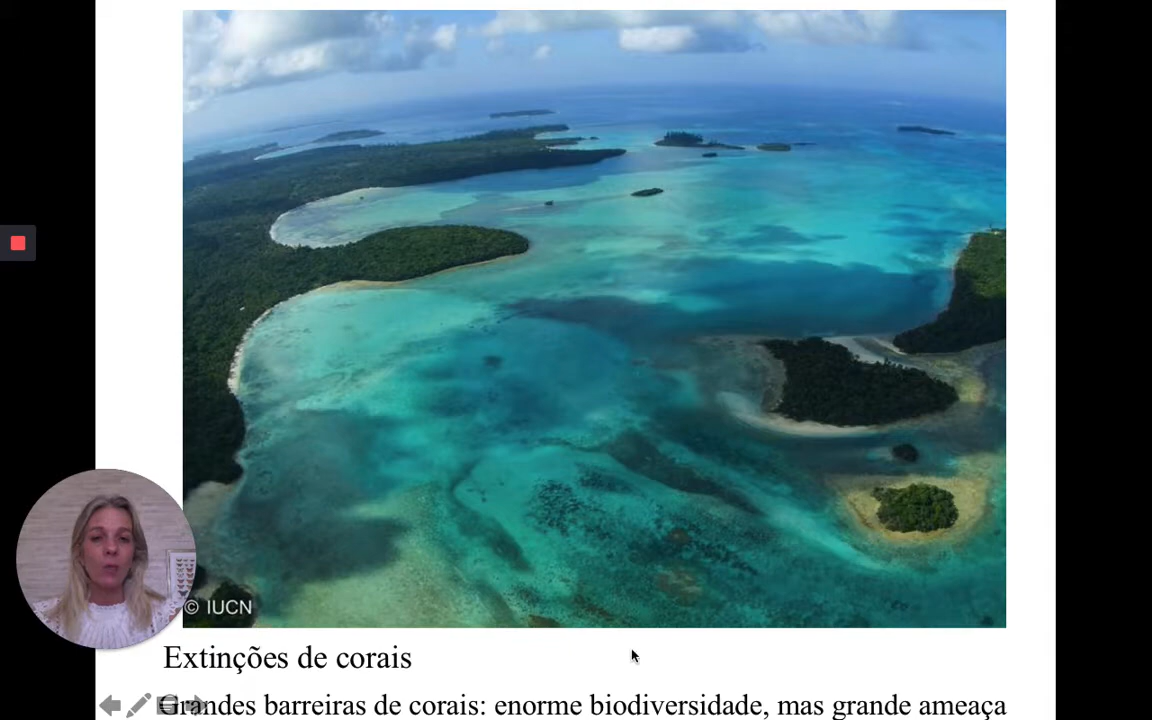 © IUCN
Extinções de corais
Grandes barreiras de corais: enorme biodiversidade, mas grande ameaça